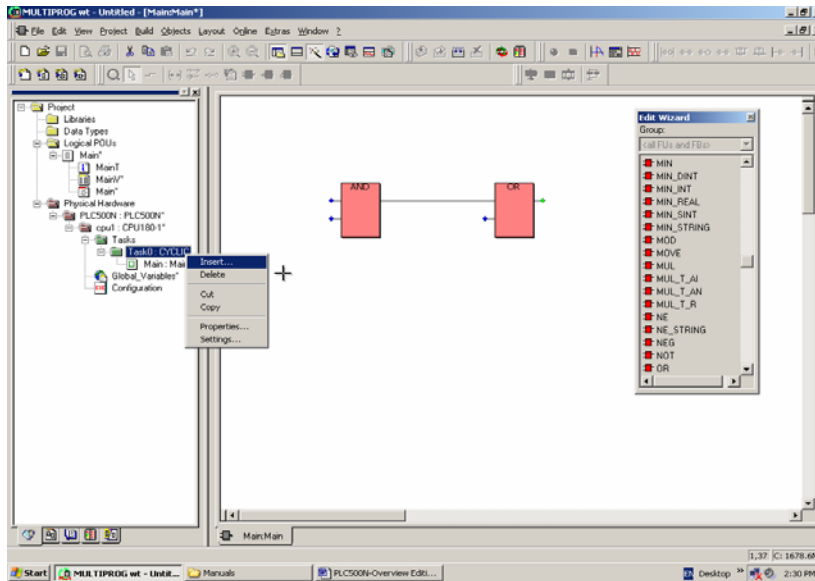 MULTIPROG wt - Untitled - [Main:Main*]
File Edit View Project Build Objects Layout Online Extras Window ?
Project
Libraries
Data Types
Logical POUs
Main*
MainT
MainV*
Main*
Physical Hardware
PLC500N : PLC500N*
cpu1 : CPU180-1*
Tasks
Task0 : CYCLIC
Main : Mai
Global_Variables*
Configuration
Insert...
Delete
Cut
Copy
Properties...
Settings...
AND
OR
Edit Wizard
Group:
<all FUs and FBs>
MIN
MIN_DINT
MIN_INT
MIN_REAL
MIN_SINT
MIN_STRING
MOD
MOVE
MUL
MUL_T_AI
MUL_T_AN
MUL_T_R
NE
NE_STRING
NEG
NOT
OR
Main:Main
1,37 C: 1678.6M
Start MULTIPROG wt - Untit... Manuals PLC500N-Overview Editi... Desktop » 2:30 PM